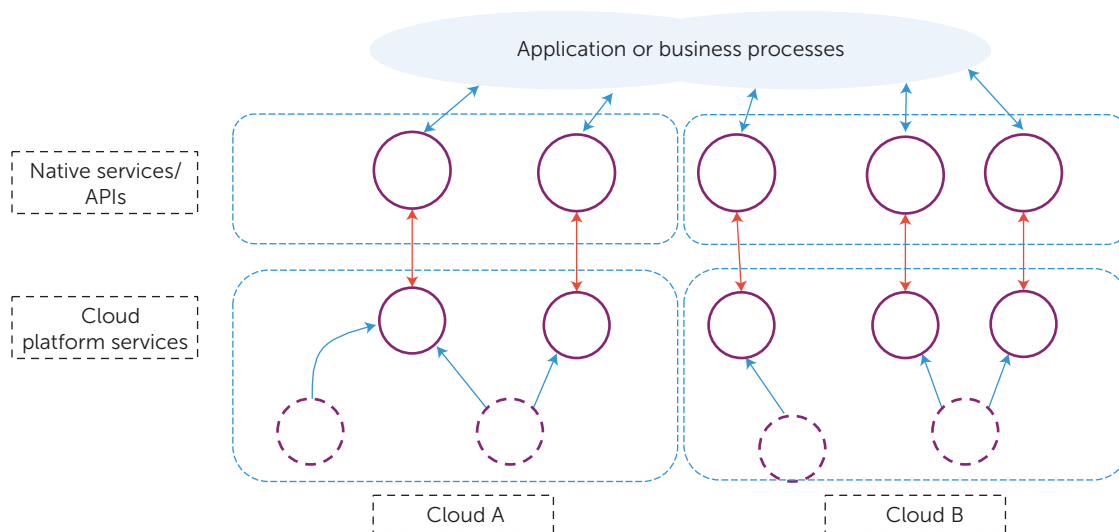 Application or business processes
Native services/
APIs
Cloud
platform services
Cloud A
Cloud B